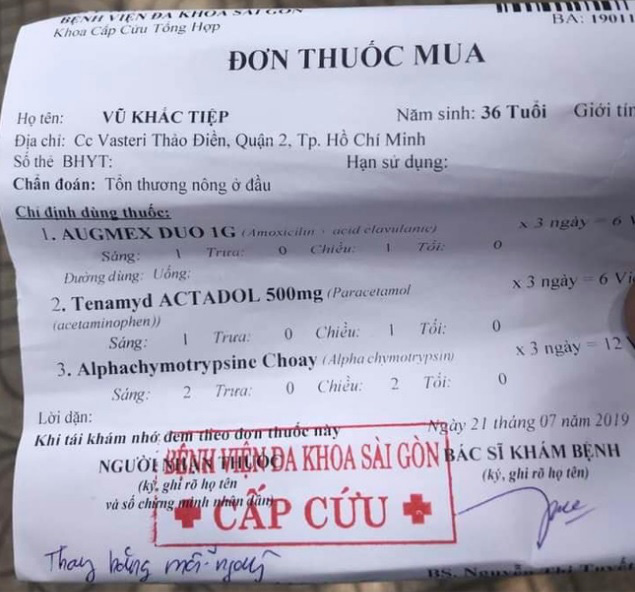 BỆNH VIỆN ĐA KHOA SÀI GÒN
Khoa Cấp Cứu Tổng Hợp
BA: 19011
ĐƠN THUỐC MUA
Họ tên: VŨ KHẮC TIỆP Năm sinh: 36 Tuổi Giới tín
Địa chỉ: Cc Vasteri Thảo Điền, Quận 2, Tp. Hồ Chí Minh
Số thẻ BHYT: Hạn sử dụng:
Chẩn đoán: Tổn thương nông ở đầu
Chỉ định dùng thuốc:
1. AUGMEX DUO 1G (Amoxicilin + acid clavulanic) x 3 ngày = 6 V
Sáng: 1 Trưa: 0 Chiều: 1 Tối: 0
Đường dùng: Uống:
2. Tenamyd ACTADOL 500mg (Paracetamol x 3 ngày = 6 Viê
(acetaminophen))
Sáng: 1 Trưa: 0 Chiều: 1 Tối: 0
3. Alphachymotrypsine Choay (Alpha chymotrypsin) x 3 ngày = 12
Sáng: 2 Trưa: 0 Chiều: 2 Tối: 0
Lời dặn:
Khi tái khám nhớ đem theo đơn thuốc này
Ngày 21 tháng 07 năm 2019
NGƯỜI NHẬN THUỐC
BÁC SĨ KHÁM BỆNH
(ký, ghi rõ họ tên
và số chứng minh nhân dân)
(ký, ghi rõ họ tên)
BỆNH VIỆN ĐA KHOA SÀI GÒN
CẤP CỨU
Thay băng mỗi ngày
BS. Nguyễn Thị Tuyết